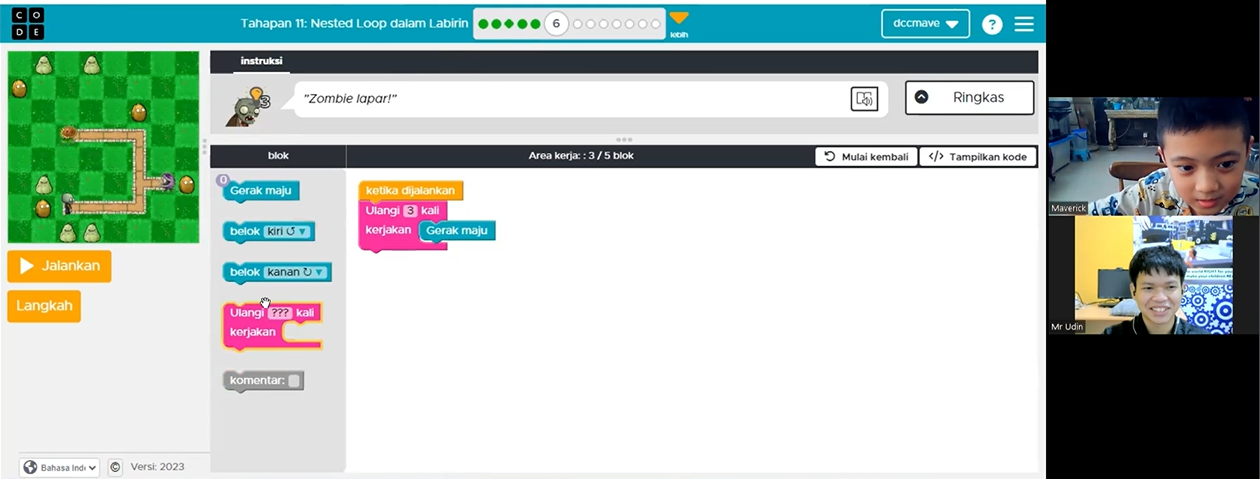 C O
D E
Tahapan 11: Nested Loop dalam Labirin
6
lebih
dccmave
?
instruksi
3
"Zombie lapar!"
Ringkas
blok
Area kerja: : 3 / 5 blok
Mulai kembali
</> Tampilkan kode
0
Gerak maju
belok kiri ↺ ▼
belok kanan ↻ ▼
Ulangi ??? kali
kerjakan
komentar:
ketika dijalankan
Ulangi 3 kali
kerjakan Gerak maju
Jalankan
Langkah
Bahasa Ind
©
Versi: 2023
Maverick
Mr Udin